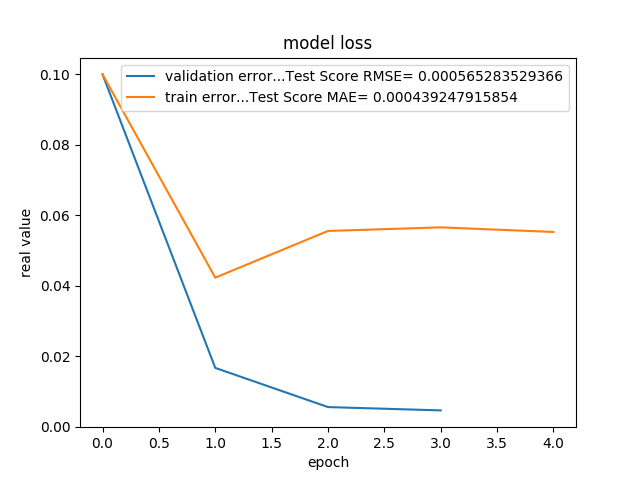 model loss
validation error...Test Score RMSE= 0.000565283529366
train error...Test Score MAE= 0.000439247915854
0.10
0.08
0.06
0.04
0.02
0.00
real value
0.0 0.5 1.0 1.5 2.0 2.5 3.0 3.5 4.0
epoch